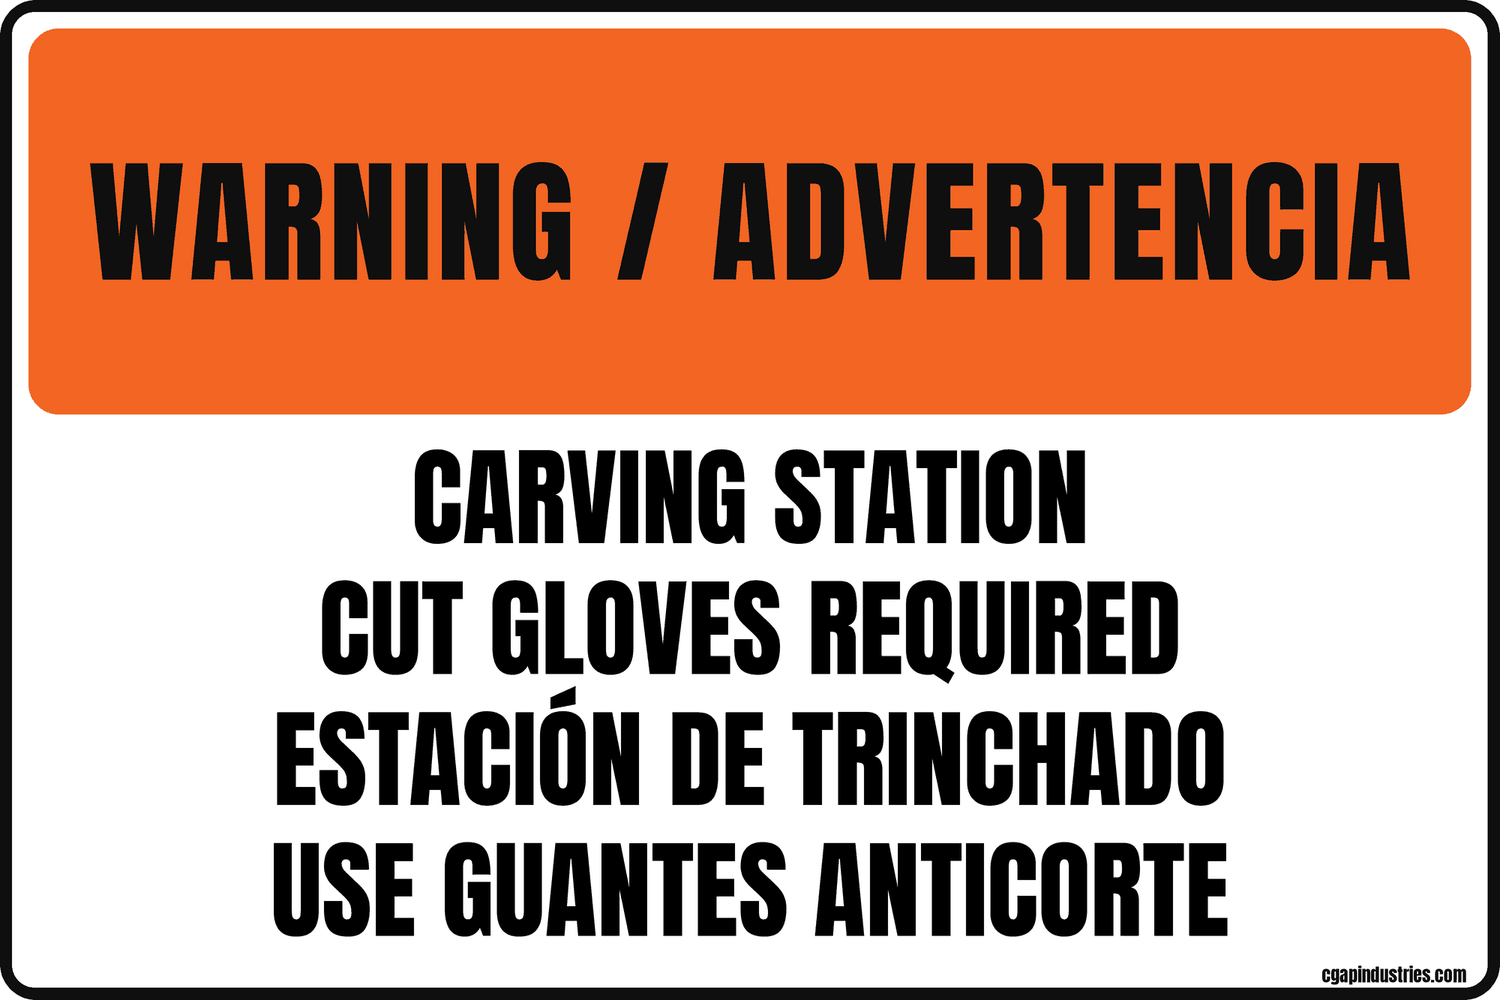 WARNING / ADVERTENCIA
CARVING STATION
CUT GLOVES REQUIRED
ESTACIÓN DE TRINCHADO
USE GUANTES ANTICORTE
cgapindustries.com